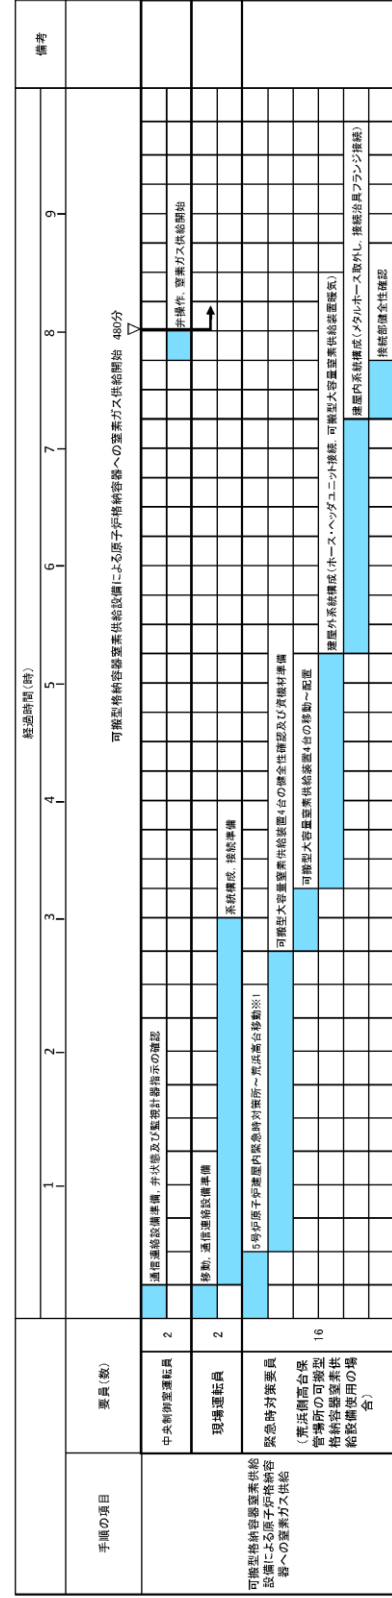 経過時間(時)
備考
1
2
3
4
5
6
7
8
9
手順の項目
要員(数)
可搬型格納容器窒素供給設備による原子炉格納容器への窒素ガス供給開始 480分
可搬型格納容器窒素供給
設備による原子炉格納容
器への窒素ガス供給
中央制御室運転員
2
通信連絡設備準備，弁状態及び監視計器指示の確認
弁操作，窒素ガス供給開始
現場運転員
2
移動，通信連絡設備準備
系統構成，接続準備
緊急時対策要員
(荒浜側高台保
管場所の可搬型
格納容器窒素供
給設備使用の場
合)
16
5号炉原子炉建屋内緊急時対策所～荒浜高台移動※1
可搬型大容量窒素供給装置4台の健全性確認及び資機材準備
可搬型大容量窒素供給装置4台の移動～配置
建屋外系統構成(ホース・ヘッダユニット接続，可搬型大容量窒素供給装置暖気)
建屋内系統構成(メタルホース取外し，接続治具フランジ接続)
接続部健全性確認